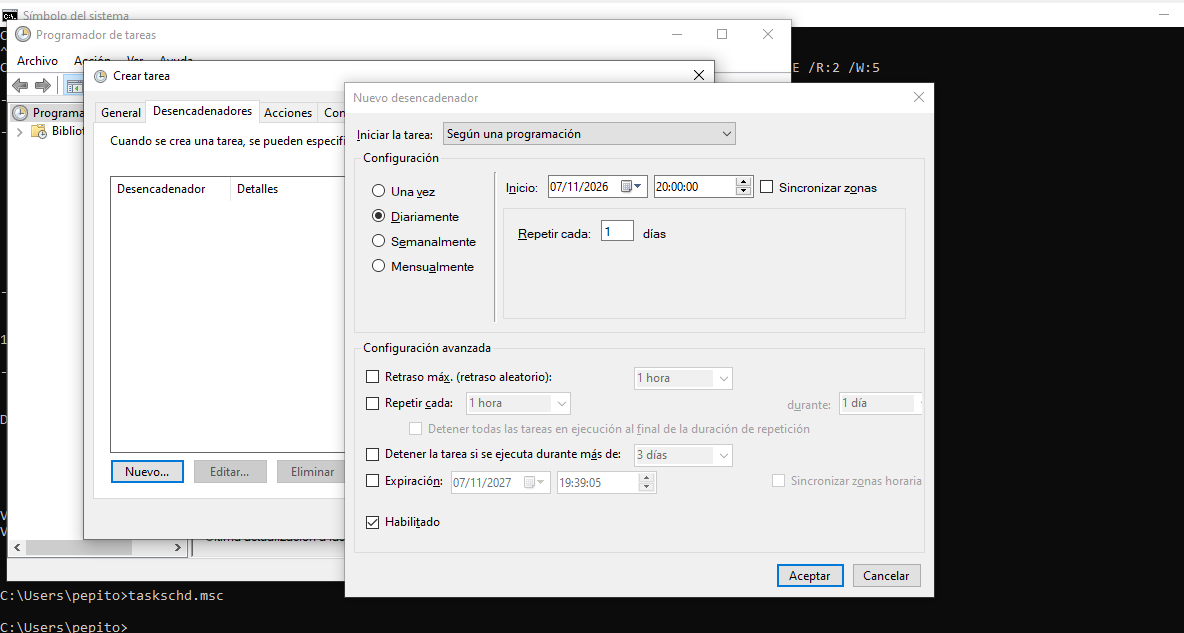 Símbolo del sistema
Programador de tareas
Archivo Acción Ver Ayuda
E /R:2 /W:5
Crear tarea
Programa
Bibliot
General Desencadenadores Acciones Con
Cuando se crea una tarea, se pueden especifi
Desencadenador Detalles
Nuevo... Editar... Eliminar
Nuevo desencadenador
Iniciar la tarea: Según una programación
Configuración
Una vez
Diariamente
Semanalmente
Mensualmente
Inicio: 07/11/2026 20:00:00 Sincronizar zonas
Repetir cada: 1 días
Configuración avanzada
Retraso máx. (retraso aleatorio): 1 hora
Repetir cada: 1 hora durante: 1 día
Detener todas las tareas en ejecución al final de la duración de repetición
Detener la tarea si se ejecuta durante más de: 3 días
Expiración: 07/11/2027 19:39:05 Sincronizar zonas horaria
Habilitado
Aceptar Cancelar
C:\Users\pepito>taskschd.msc
C:\Users\pepito>